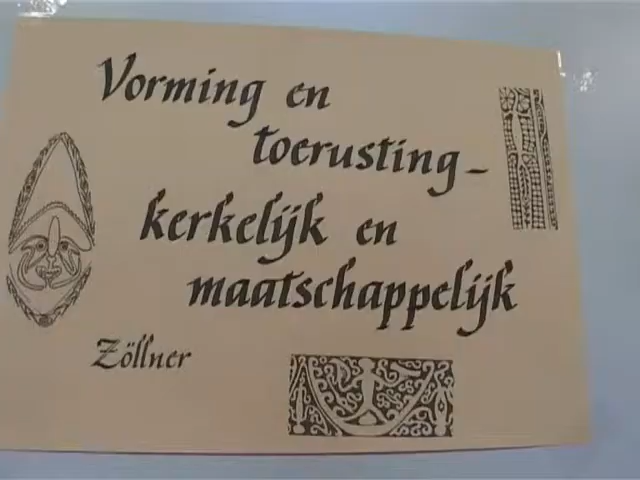 Vorming en
toerusting-
kerkelijk en
maatschappelijk
Zöllner